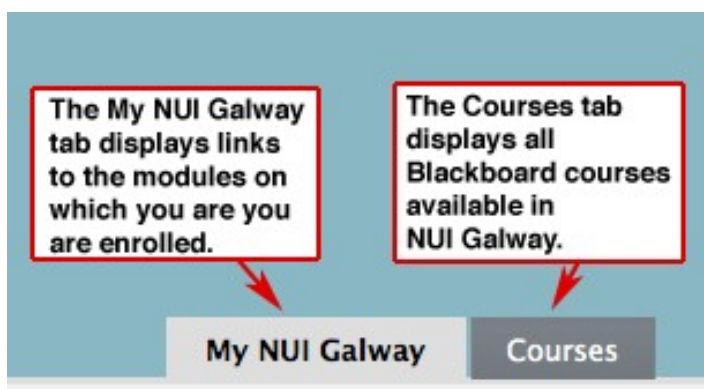 The My NUI Galway
tab displays links
to the modules on
which you are you
are enrolled.
The Courses tab
displays all
Blackboard courses
available in
NUI Galway.
My NUI Galway
Courses